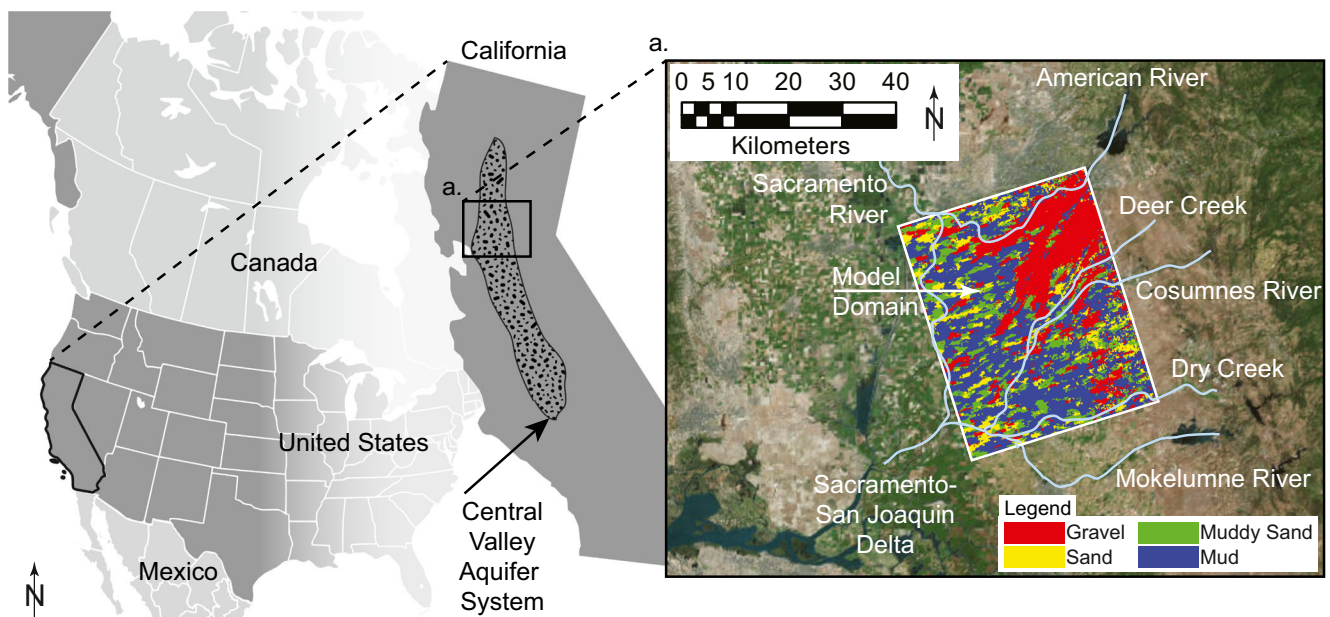 California
Canada
United States
Mexico
N
a.
Central
Valley
Aquifer
System
a.
0 5 10 20 30 40
Kilometers
N
American River
Sacramento
River
Deer Creek
Model
Domain
Cosumnes River
Dry Creek
Mokelumne River
Sacramento-
San Joaquin
Delta
Legend
Gravel
Muddy Sand
Sand
Mud